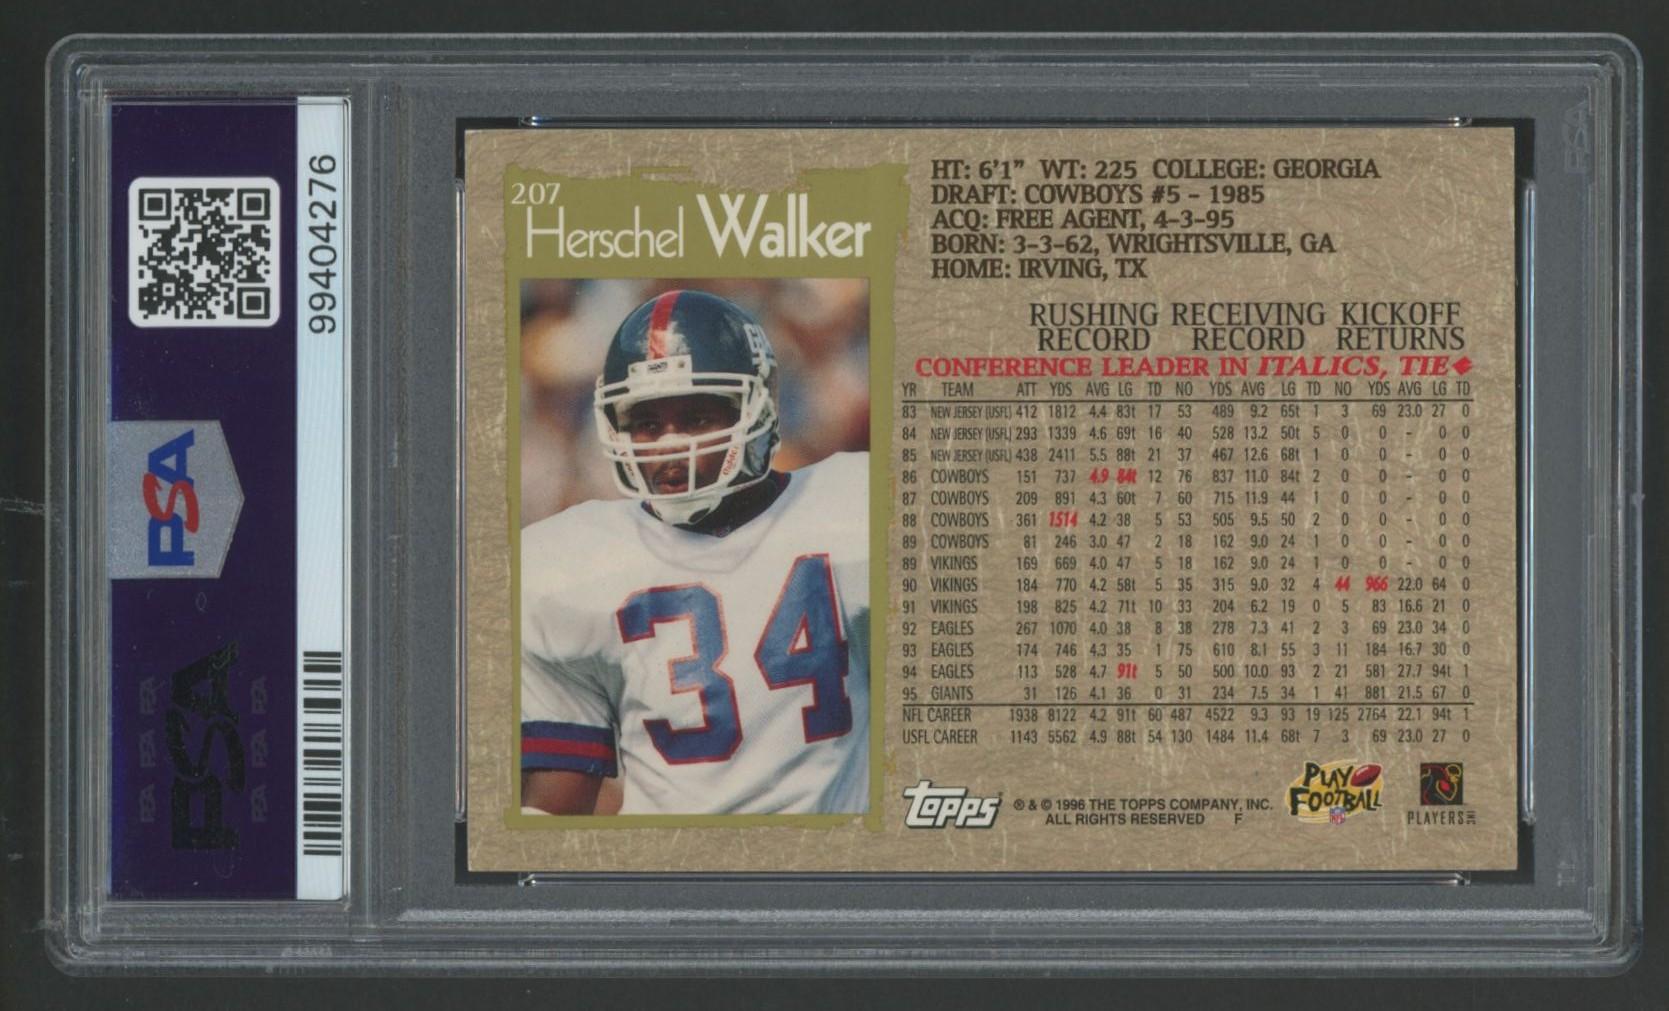 99404276
PSA
PSA
PSA PSA PSA
PSA PSA PSA
207
Herschel Walker
GIANTS
Riddell
34
HT: 6'1" WT: 225 COLLEGE: GEORGIA
DRAFT: COWBOYS #5 - 1985
ACQ: FREE AGENT, 4-3-95
BORN: 3-3-62, WRIGHTSVILLE, GA
HOME: IRVING, TX
RUSHING RECEIVING KICKOFF
RECORD RECORD RETURNS
CONFERENCE LEADER IN ITALICS, TIE◆
YR TEAM ATT YDS AVG LG TD NO YDS AVG LG TD NO YDS AVG LG TD
83 NEW JERSEY (USFL) 412 1812 4.4 83t 17 53 489 9.2 65t 1 3 69 23.0 27 0
84 NEW JERSEY (USFL) 293 1339 4.6 69t 16 40 528 13.2 50t 5 0 0 - 0 0
85 NEW JERSEY (USFL) 438 2411 5.5 88t 21 37 467 12.6 68t 1 0 0 - 0 0
86 COWBOYS 151 737 4.9 84t 12 76 837 11.0 84t 2 0 0 - 0 0
87 COWBOYS 209 891 4.3 60t 7 60 715 11.9 44 1 0 0 - 0 0
88 COWBOYS 361 1514 4.2 38 5 53 505 9.5 50 2 0 0 - 0 0
89 COWBOYS 81 246 3.0 47 2 18 162 9.0 24 1 0 0 - 0 0
89 VIKINGS 169 669 4.0 47 5 18 162 9.0 24 1 0 0 - 0 0
90 VIKINGS 184 770 4.2 58t 5 35 315 9.0 32 4 44 966 22.0 64 0
91 VIKINGS 198 825 4.2 71t 10 33 204 6.2 19 0 5 83 16.6 21 0
92 EAGLES 267 1070 4.0 38 8 38 278 7.3 41 2 3 69 23.0 34 0
93 EAGLES 174 746 4.3 35 1 75 610 8.1 55 3 11 184 16.7 30 0
94 EAGLES 113 528 4.7 91t 5 50 500 10.0 93 2 21 581 27.7 94t 1
95 GIANTS 31 126 4.1 36 0 31 234 7.5 34 1 41 881 21.5 67 0
NFL CAREER 1938 8122 4.2 91t 60 487 4522 9.3 93 19 125 2764 22.1 94t 1
USFL CAREER 1143 5562 4.9 88t 54 130 1484 11.4 68t 7 3 69 23.0 27 0
topps
® & © 1996 THE TOPPS COMPANY, INC.
ALL RIGHTS RESERVED F
PLAY FOOTBALL
NFL
PLAYERS INC
PSA